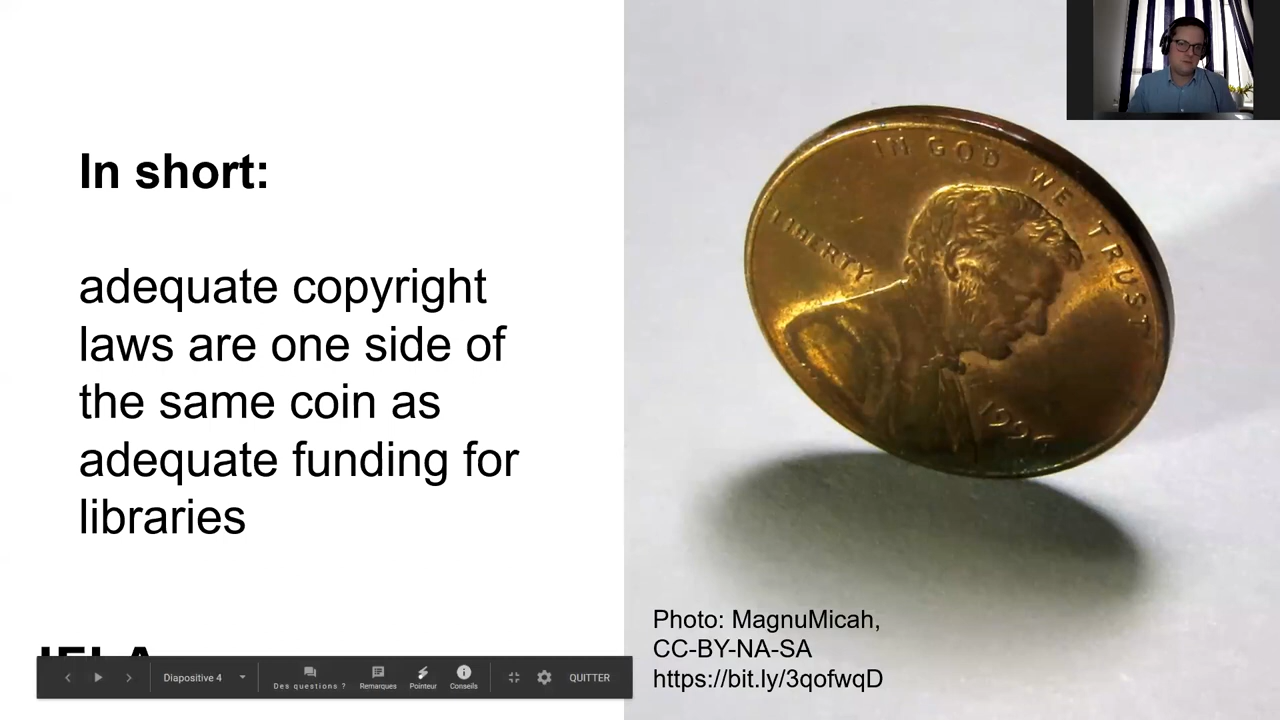 In short:
adequate copyright
laws are one side of
the same coin as
adequate funding for
libraries
IFLA
Diapositive 4
Des questions ?
Remarques
Pointeur
Conseils
QUITTER
IN GOD WE TRUST
LIBERTY
Photo: MagnuMicah,
CC-BY-NA-SA
https://bit.ly/3qofwqD